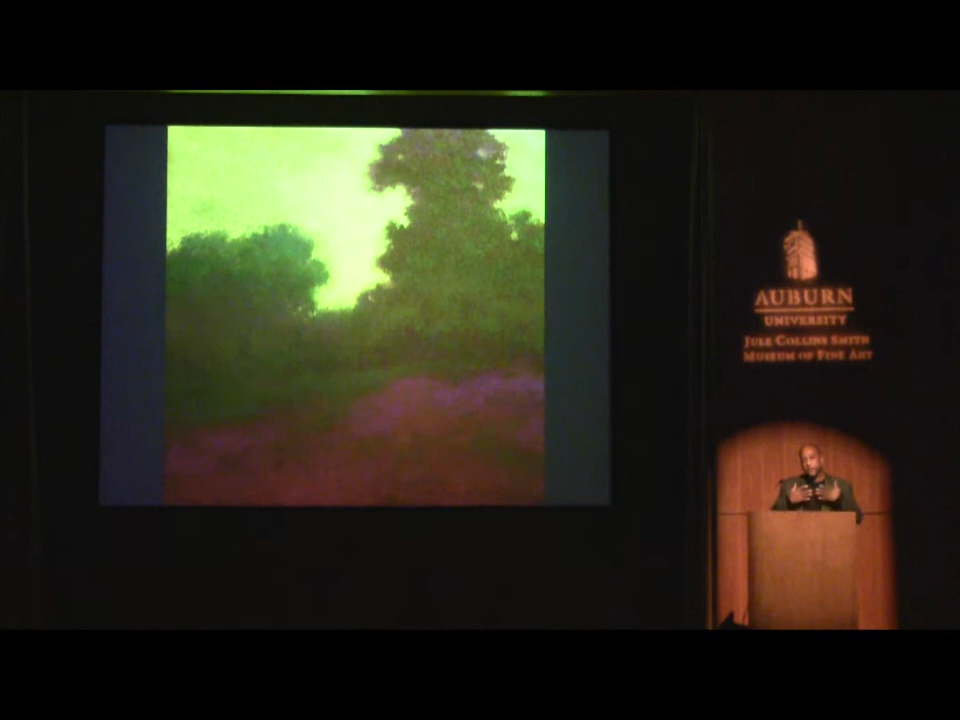 AUBURN
UNIVERSITY
JULE COLLINS SMITH
MUSEUM OF FINE ART